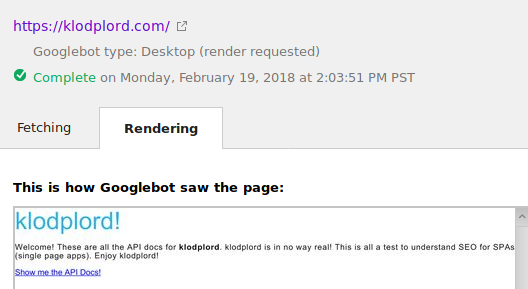 https://klodplord.com/
Googlebot type: Desktop (render requested)
Complete on Monday, February 19, 2018 at 2:03:51 PM PST
Fetching
Rendering
This is how Googlebot saw the page:
klodplord!
Welcome! These are all the API docs for klodplord. klodplord is in no way real! This is all a test to understand SEO for SPAs
(single page apps). Enjoy klodplord!
Show me the API Docs!